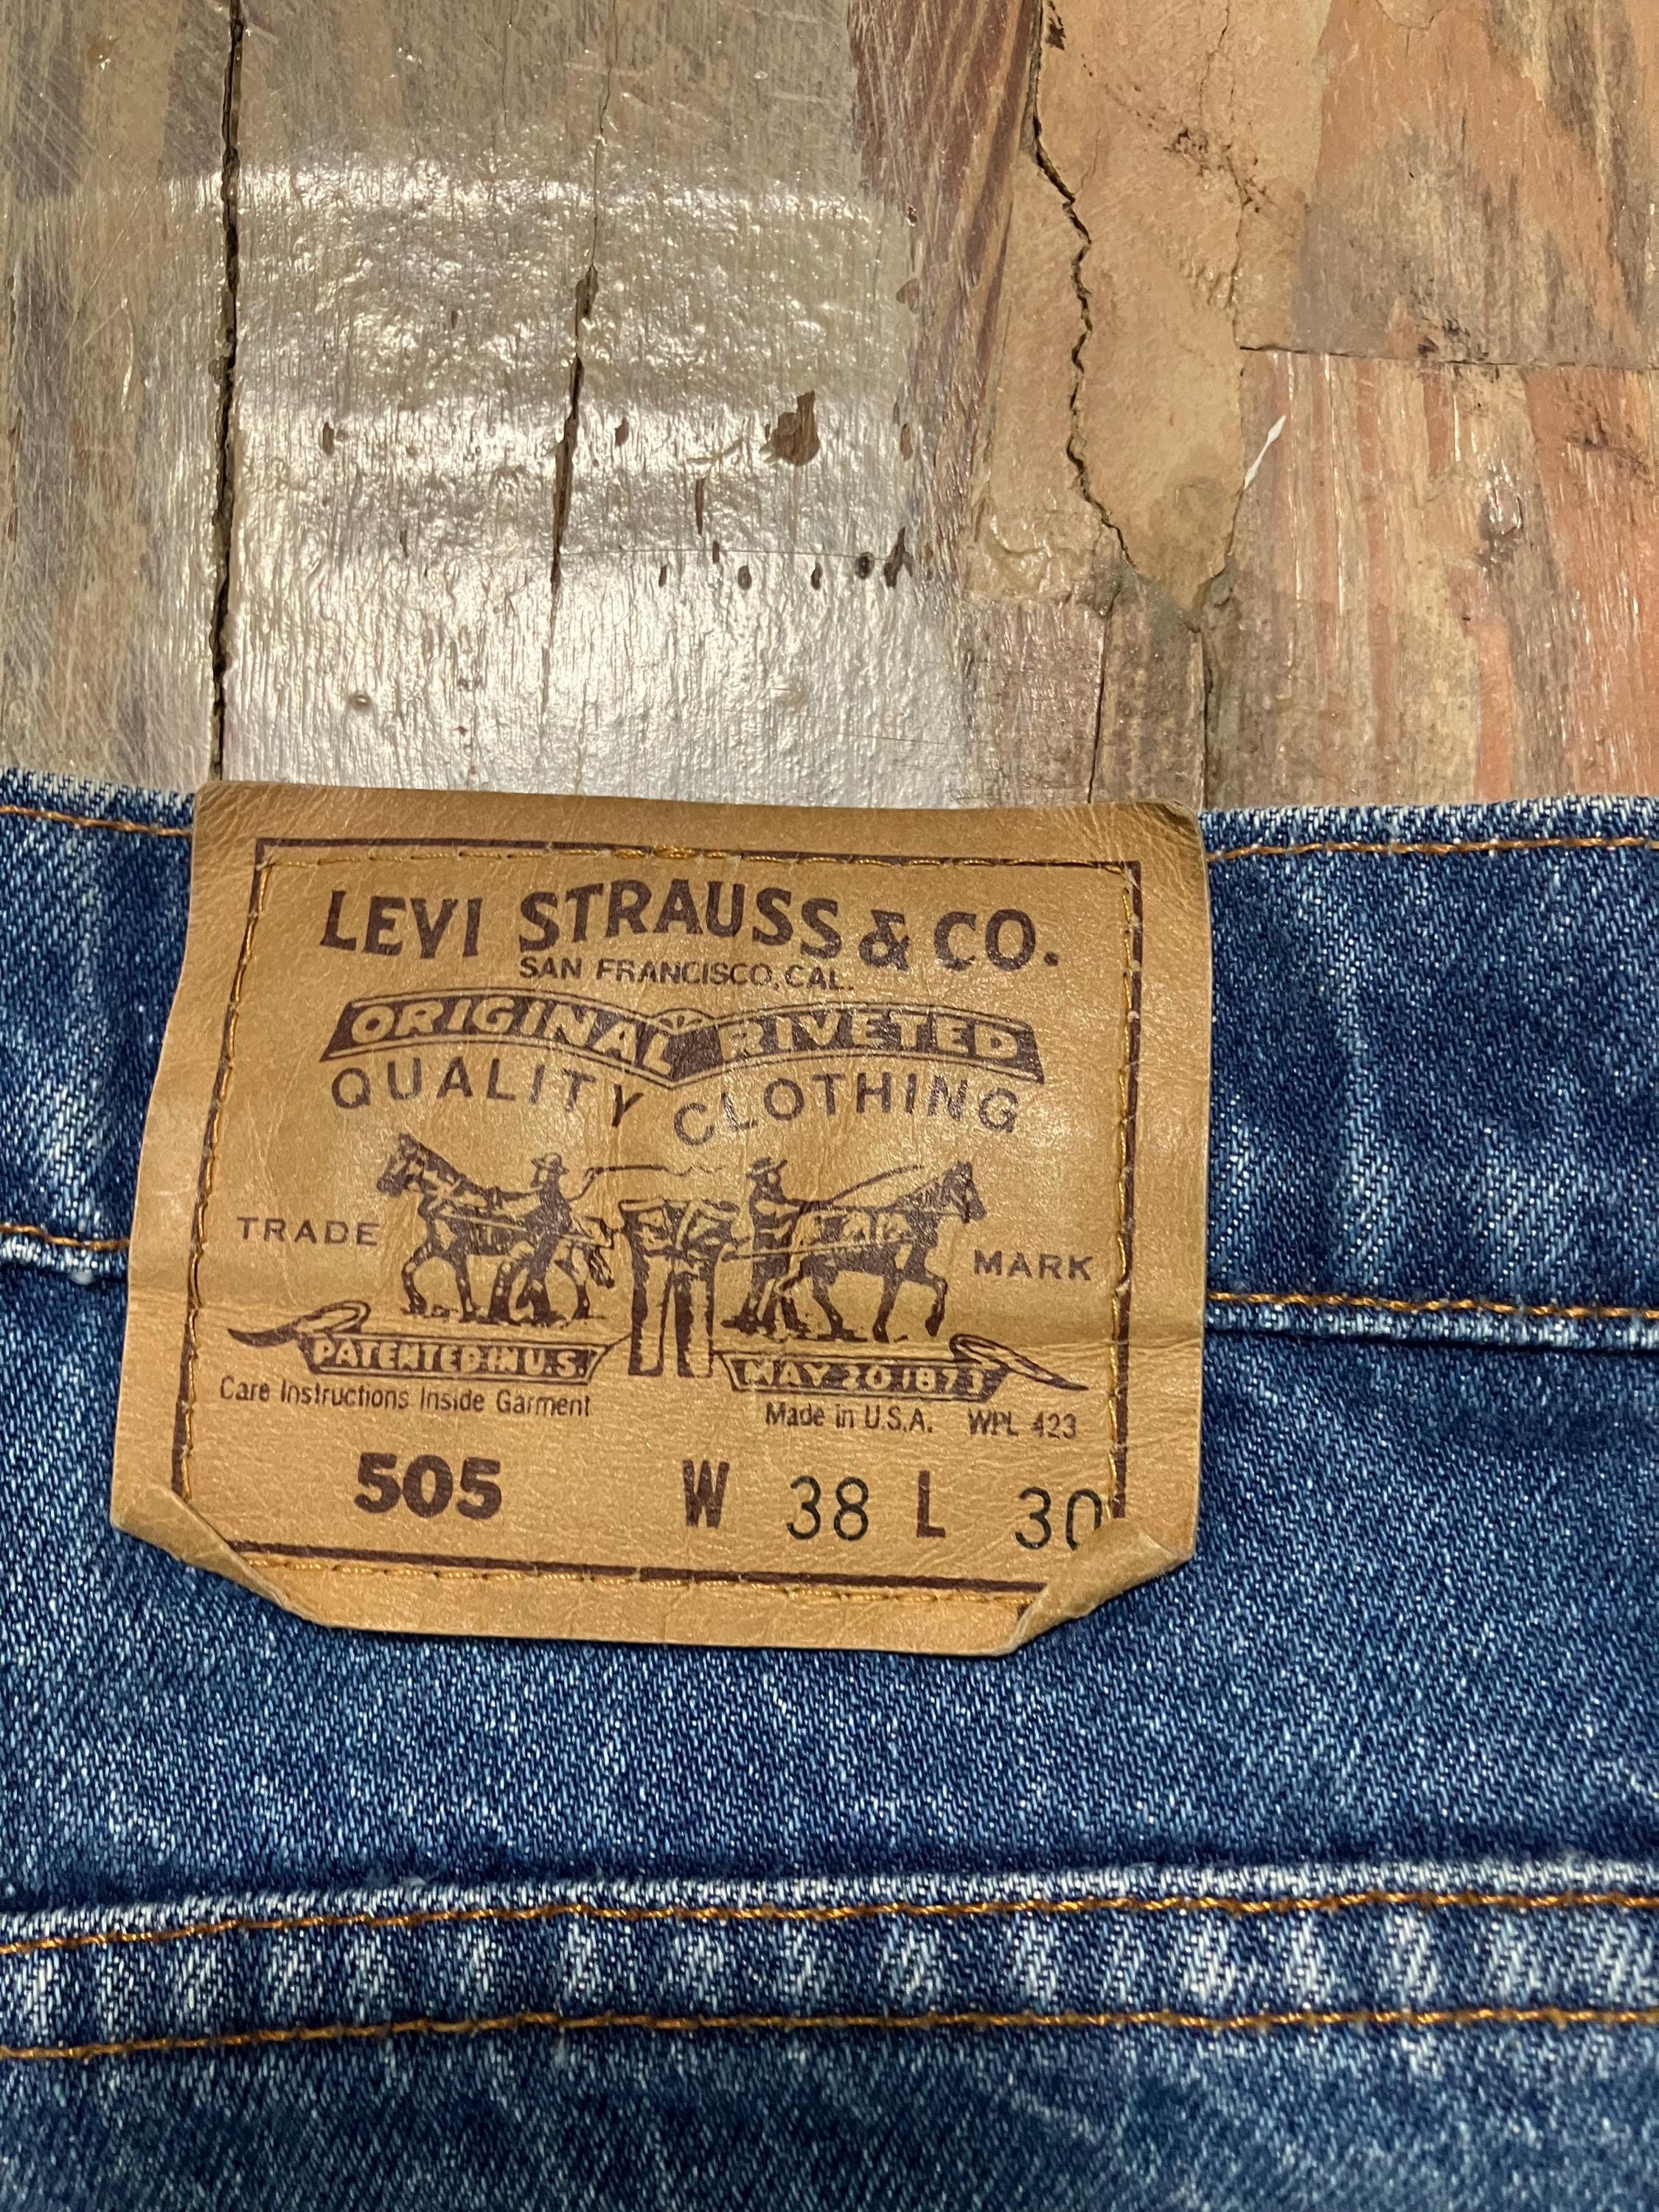 LEVI STRAUSS & CO.
SAN FRANCISCO, CAL.
ORIGINAL RIVETED
QUALITY CLOTHING
TRADE MARK
PATENTED IN U.S. MAY 20 1873
Care Instructions Inside Garment Made in U.S.A. WPL 423
505 W 38 L 30